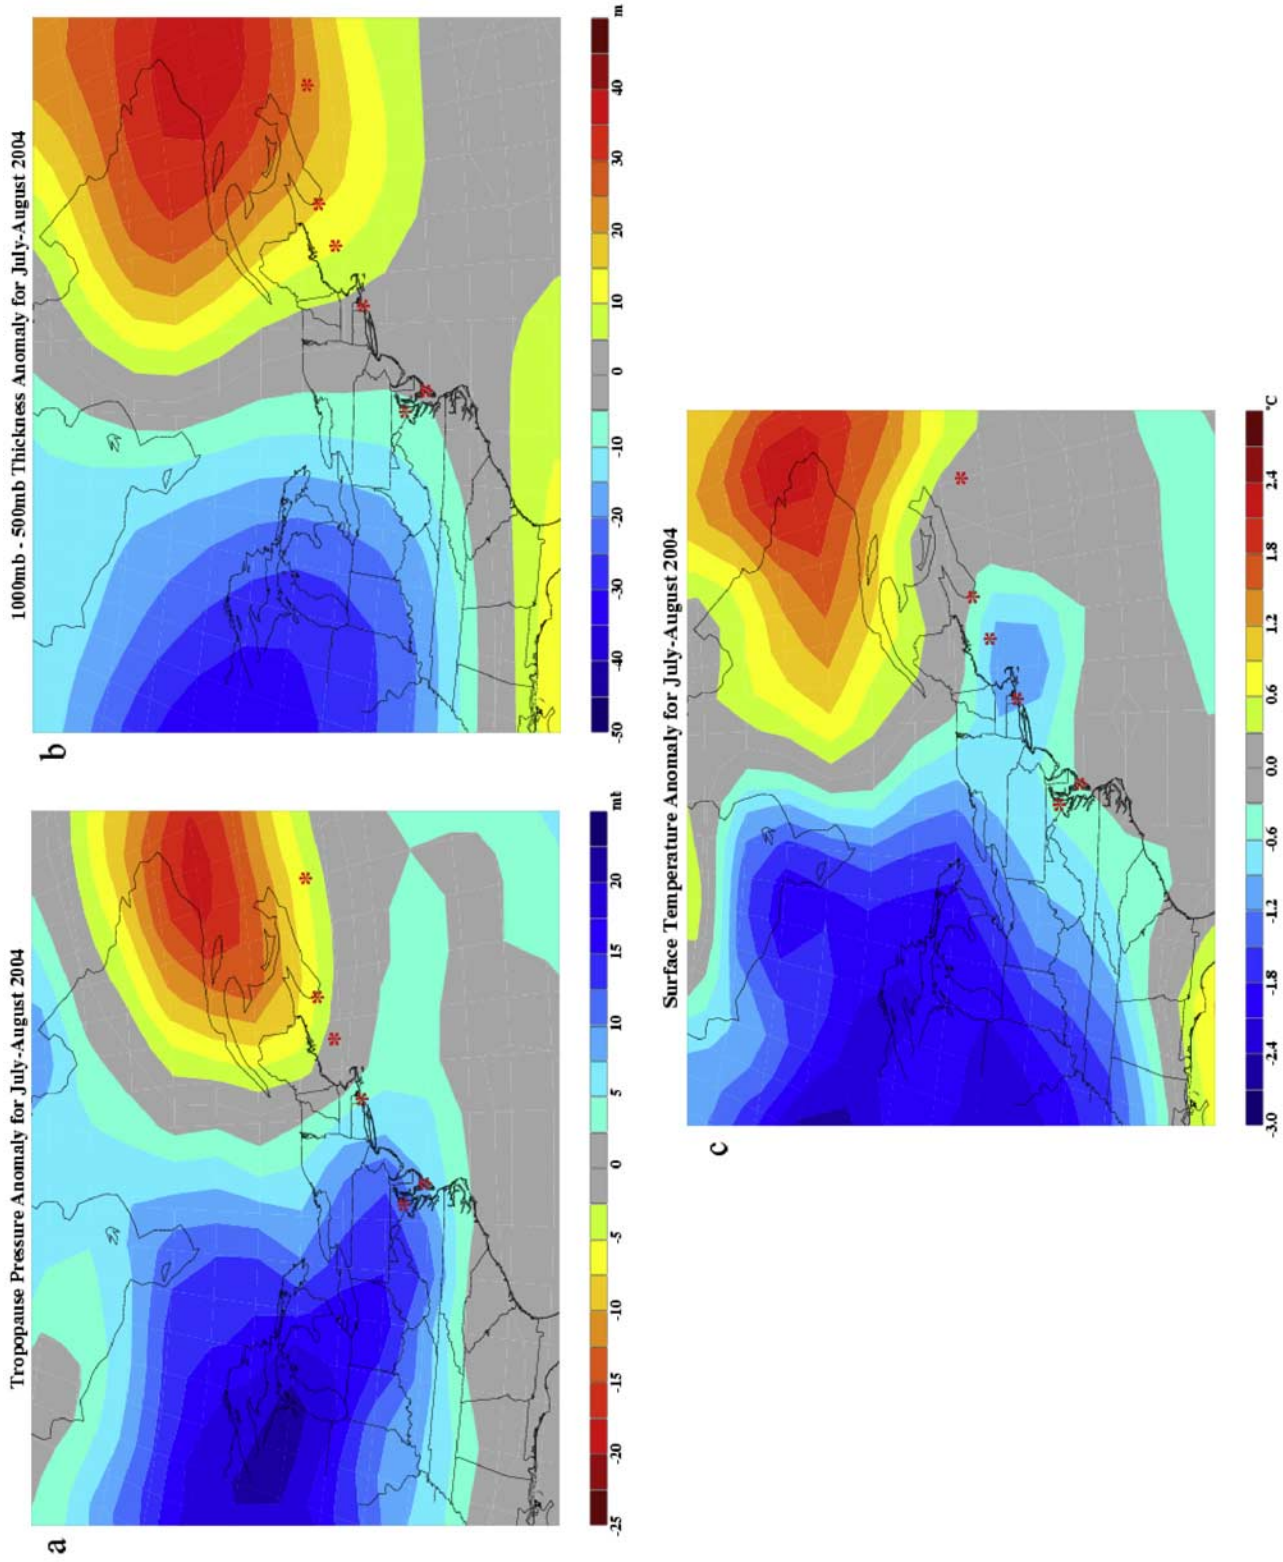 a
Tropopause Pressure Anomaly for July-August 2004
-25 -20 -15 -10 -5 0 5 10 15 20 mb
b
1000mb - 500mb Thickness Anomaly for July-August 2004
-50 -40 -30 -20 -10 0 10 20 30 40 m
c
Surface Temperature Anomaly for July-August 2004
-3.0 -2.4 -1.8 -1.2 -0.6 0.0 0.6 1.2 1.8 2.4 °C